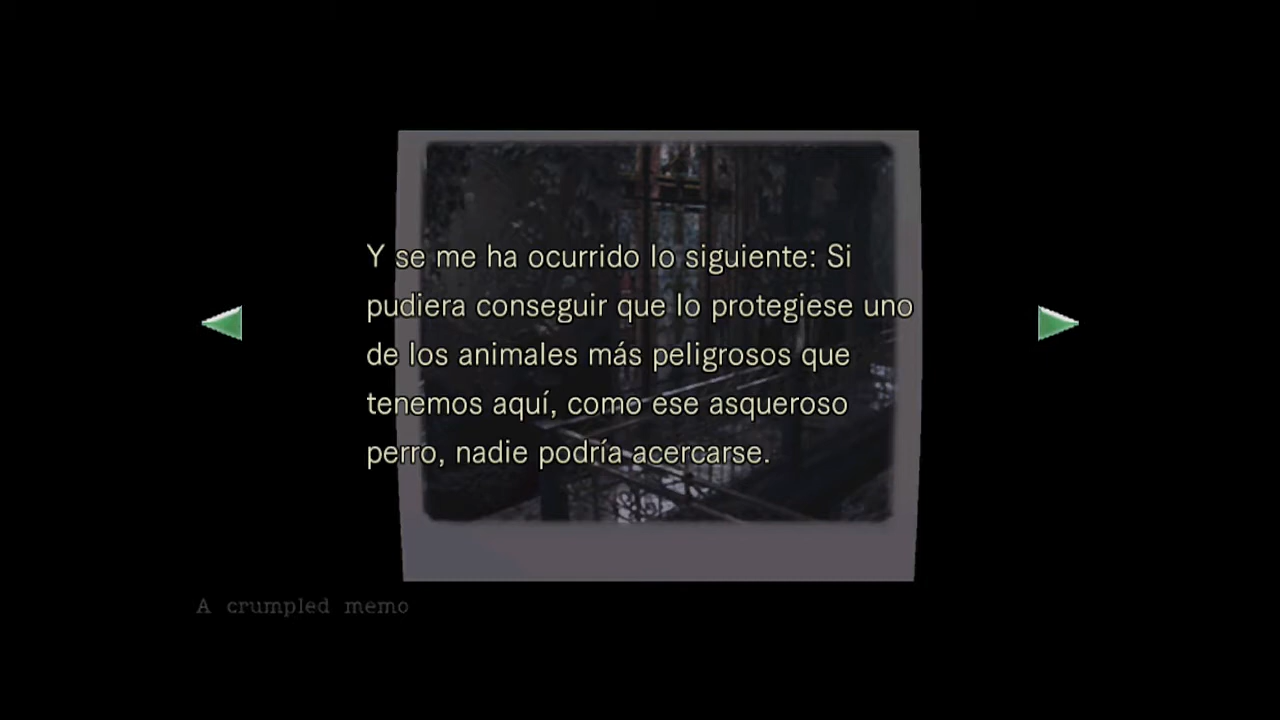 Y se me ha ocurrido lo siguiente: Si
pudiera conseguir que lo protegiese uno
de los animales más peligrosos que
tenemos aquí, como ese asqueroso
perro, nadie podría acercarse.
A crumpled memo